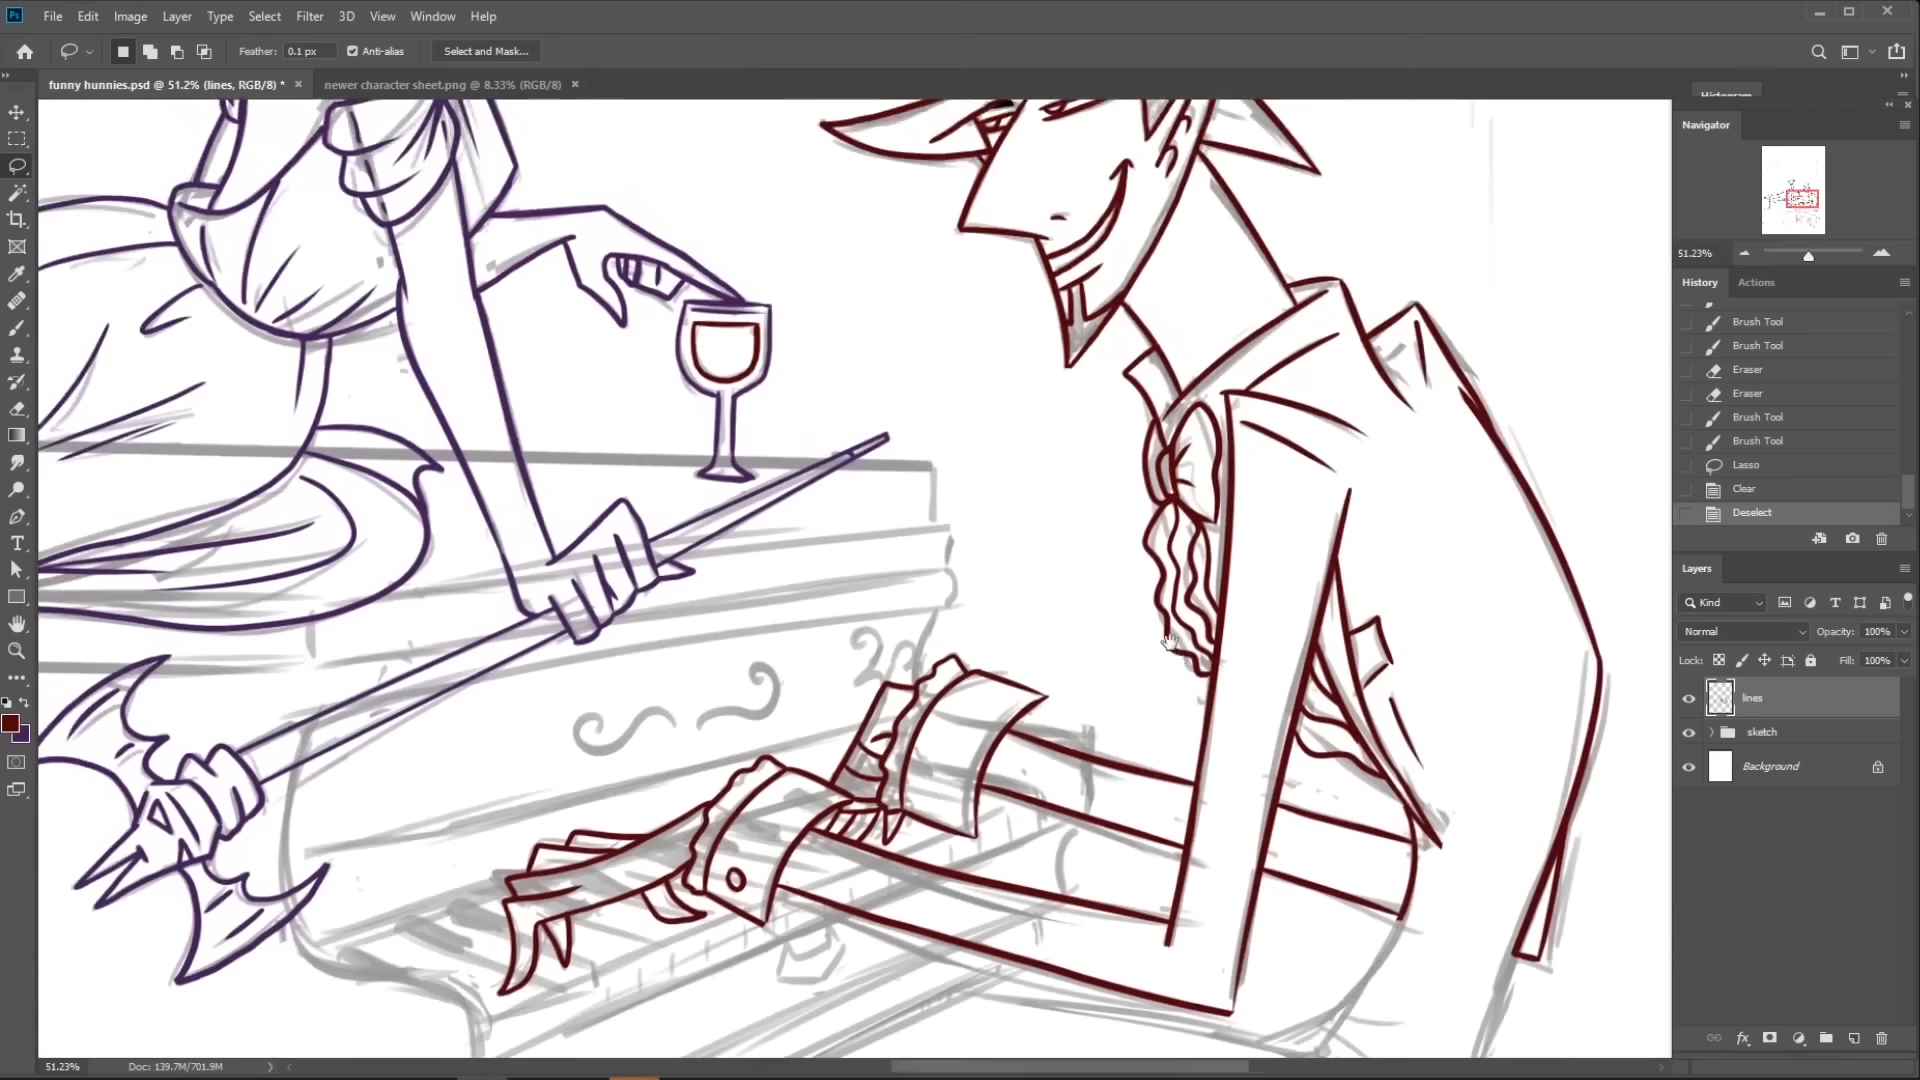 Ps File Edit Image Layer Type Select Filter 3D View Window Help
Feather: 0.1 px Anti-alias Select and Mask...
funny hunnies.psd @ 51.2% (lines, RGB/8) * newer character sheet.png @ 8.33% (RGB/8)
Histogram
Navigator
51.23%
History Actions
Brush Tool
Brush Tool
Eraser
Eraser
Brush Tool
Brush Tool
Lasso
Clear
Deselect
Layers
Kind
Normal Opacity: 100%
Lock: Fill: 100%
lines
sketch
Background
fx
51.23% Doc: 139.7M/701.9M